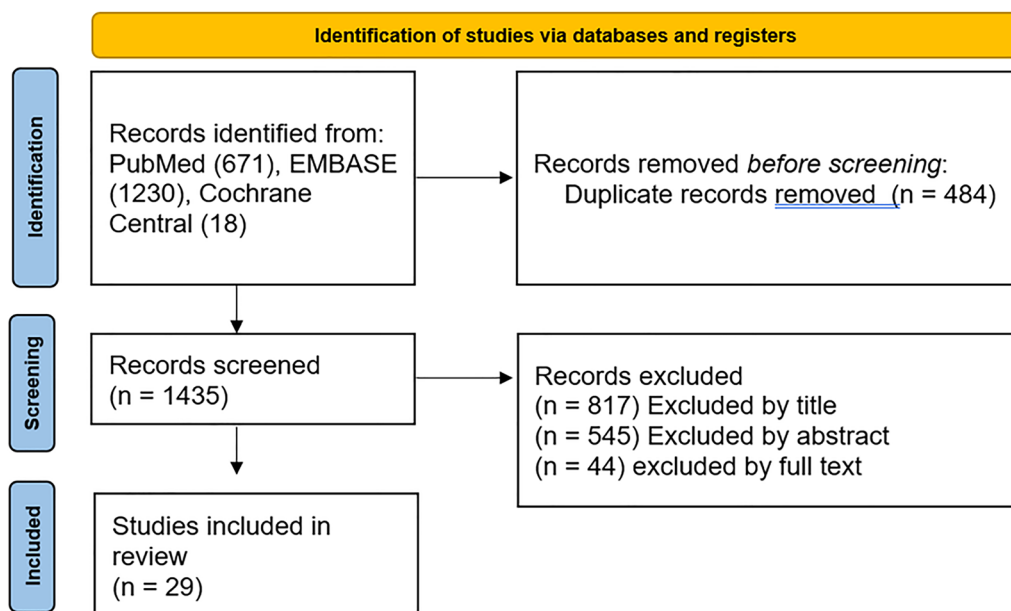 Identification of studies via databases and registers
Identification
Records identified from:
PubMed (671), EMBASE
(1230), Cochrane
Central (18)
Records removed before screening:
Duplicate records removed  (n = 484)
Screening
Records screened
(n = 1435)
Records excluded
(n = 817) Excluded by title
(n = 545) Excluded by abstract
(n = 44) excluded by full text
Included
Studies included in
review
(n = 29)